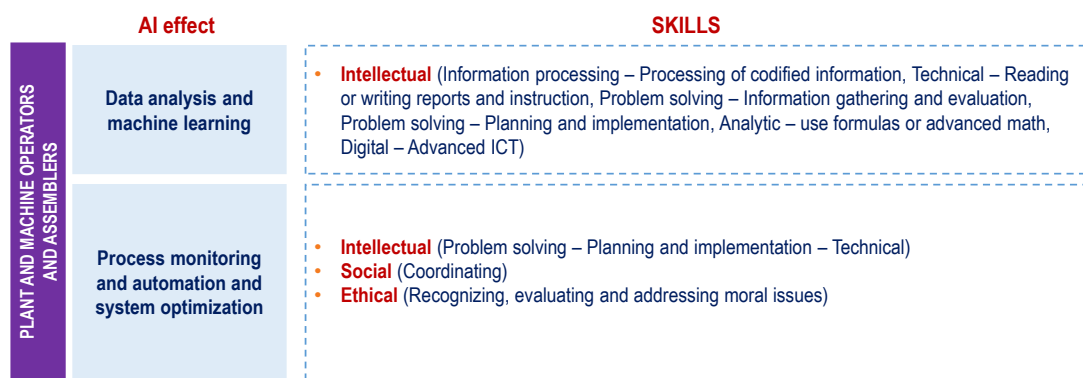 AI effect
SKILLS
PLANT AND MACHINE OPERATORS
AND ASSEMBLERS
Data analysis and
machine learning
• Intellectual (Information processing – Processing of codified information, Technical – Reading
or writing reports and instruction, Problem solving – Information gathering and evaluation,
Problem solving – Planning and implementation, Analytic – use formulas or advanced math,
Digital – Advanced ICT)
Process monitoring
and automation and
system optimization
• Intellectual (Problem solving – Planning and implementation – Technical)
• Social (Coordinating)
• Ethical (Recognizing, evaluating and addressing moral issues)